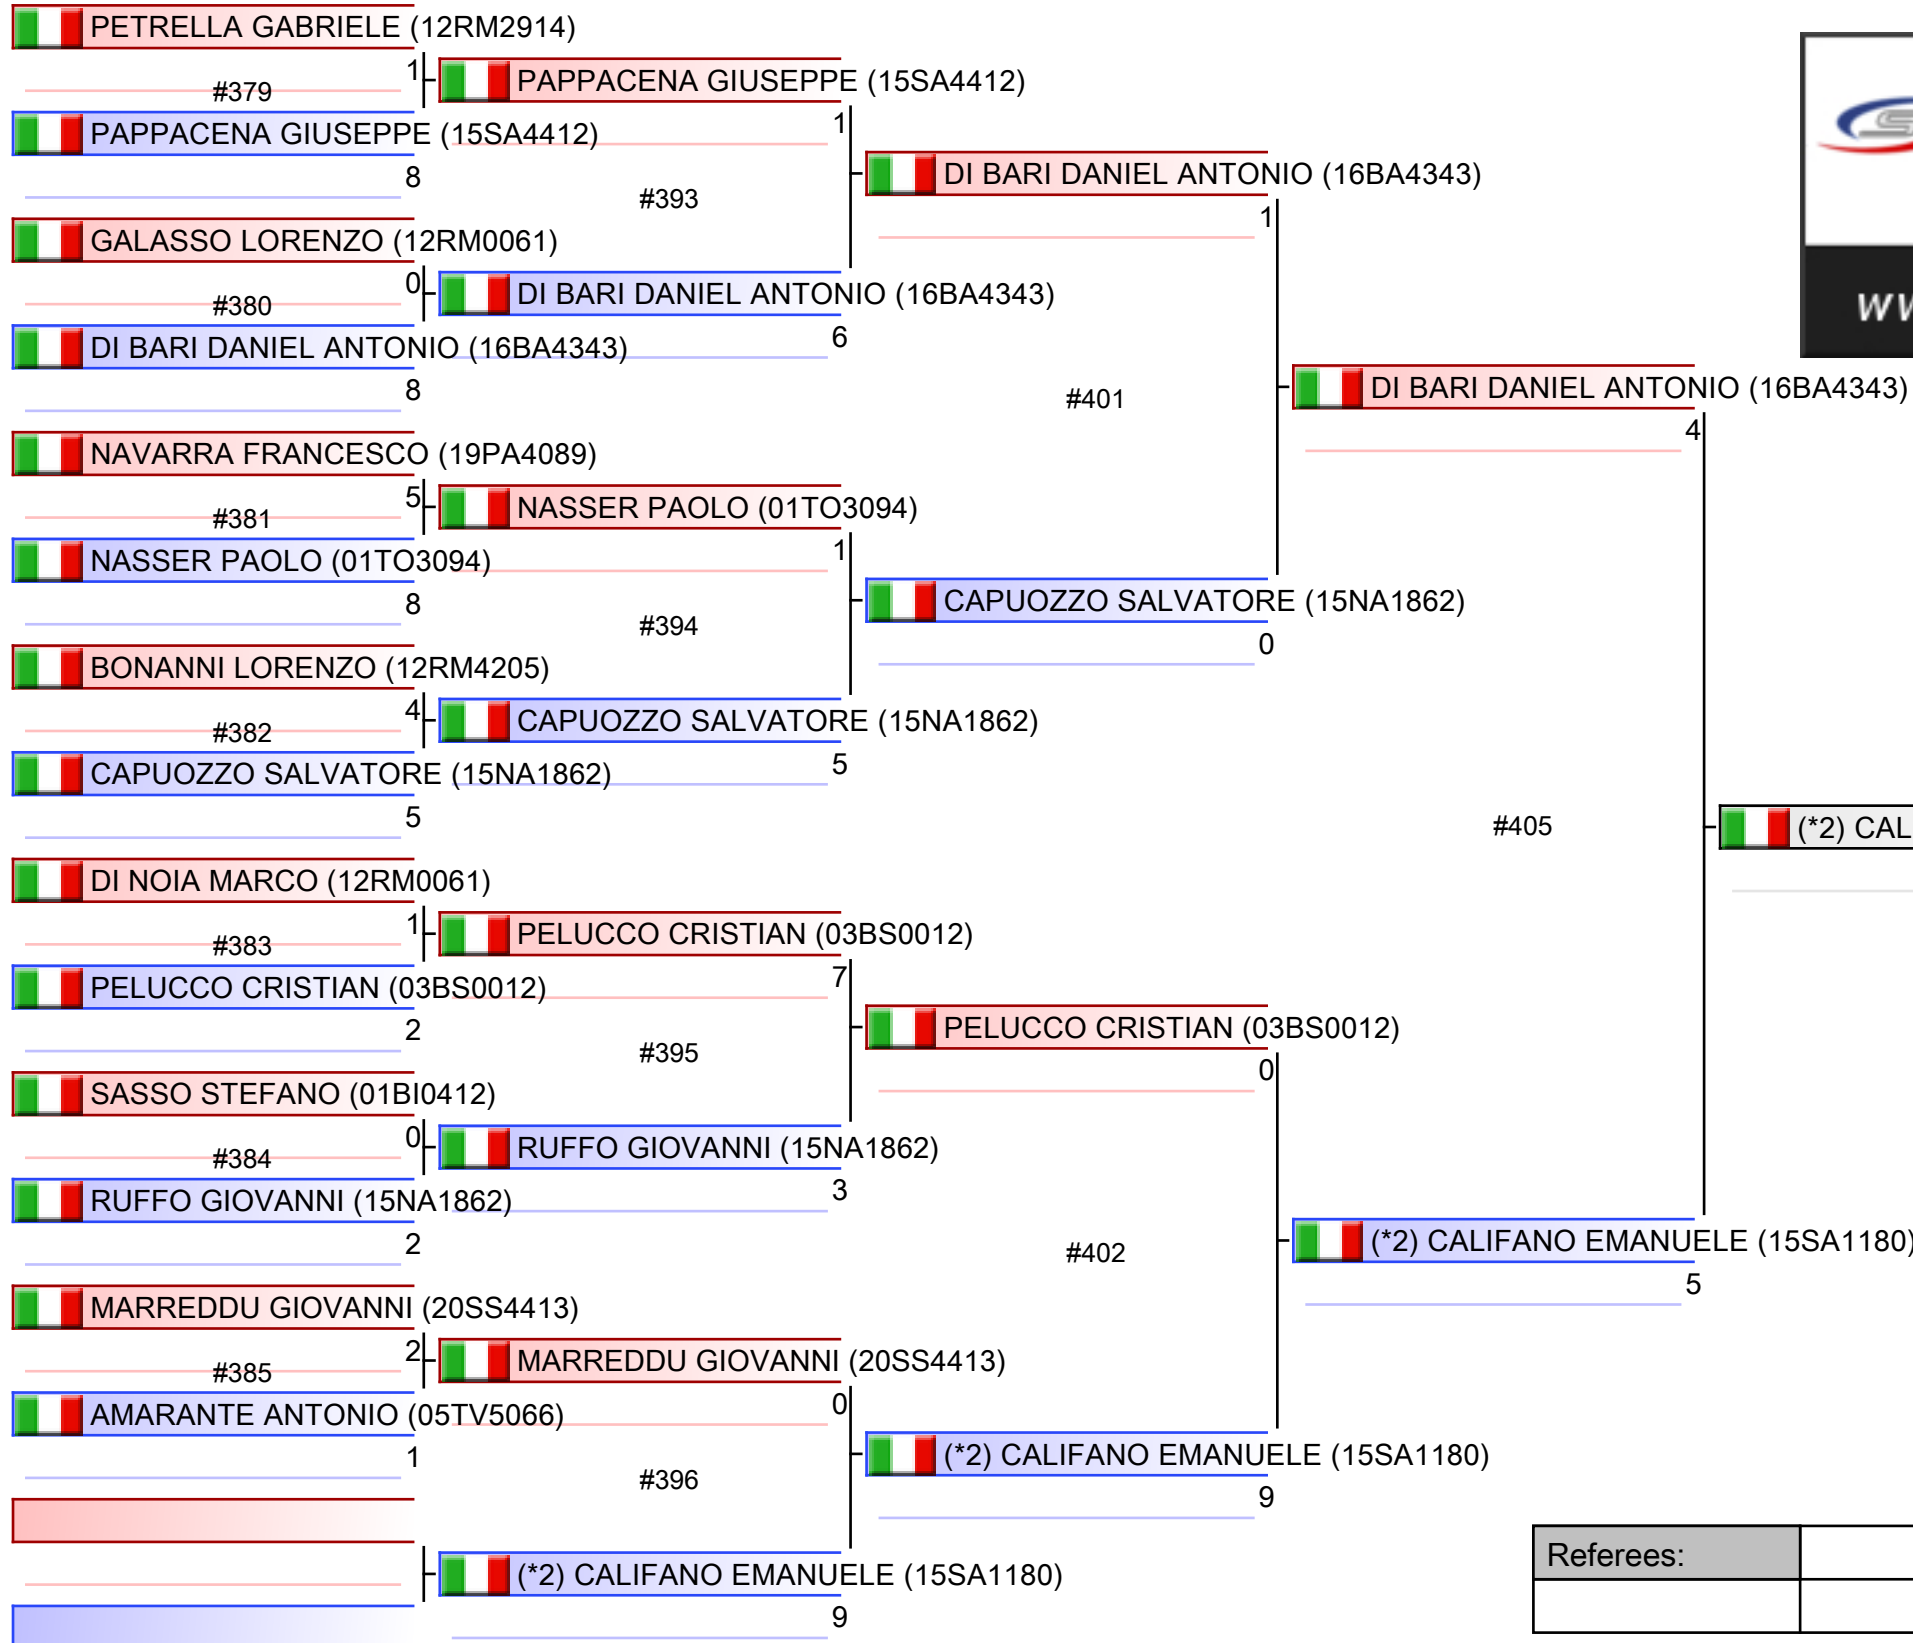 PETRELLA GABRIELE (12RM2914)
1
#379
PAPPACENA GIUSEPPE (15SA4412)
8
GALASSO LORENZO (12RM0061)
0
#380
DI BARI DANIEL ANTONIO (16BA4343)
8
NAVARRA FRANCESCO (19PA4089)
5
#381
NASSER PAOLO (01TO3094)
8
BONANNI LORENZO (12RM4205)
4
#382
CAPUOZZO SALVATORE (15NA1862)
5
DI NOIA MARCO (12RM0061)
1
#383
PELUCCO CRISTIAN (03BS0012)
2
SASSO STEFANO (01BI0412)
0
#384
RUFFO GIOVANNI (15NA1862)
2
MARREDDU GIOVANNI (20SS4413)
2
#385
AMARANTE ANTONIO (05TV5066)
1
PAPPACENA GIUSEPPE (15SA4412)
1
#393
DI BARI DANIEL ANTONIO (16BA4343)
6
NASSER PAOLO (01TO3094)
1
#394
CAPUOZZO SALVATORE (15NA1862)
5
PELUCCO CRISTIAN (03BS0012)
7
#395
RUFFO GIOVANNI (15NA1862)
3
MARREDDU GIOVANNI (20SS4413)
0
#396
(*2) CALIFANO EMANUELE (15SA1180)
9
DI BARI DANIEL ANTONIO (16BA4343)
1
#401
CAPUOZZO SALVATORE (15NA1862)
0
PELUCCO CRISTIAN (03BS0012)
0
#402
(*2) CALIFANO EMANUELE (15SA1180)
9
DI BARI DANIEL ANTONIO (16BA4343)
4
#405
(*2) CALIFANO EMANUELE (15SA1180)
5
(*2) CAL
Referees: